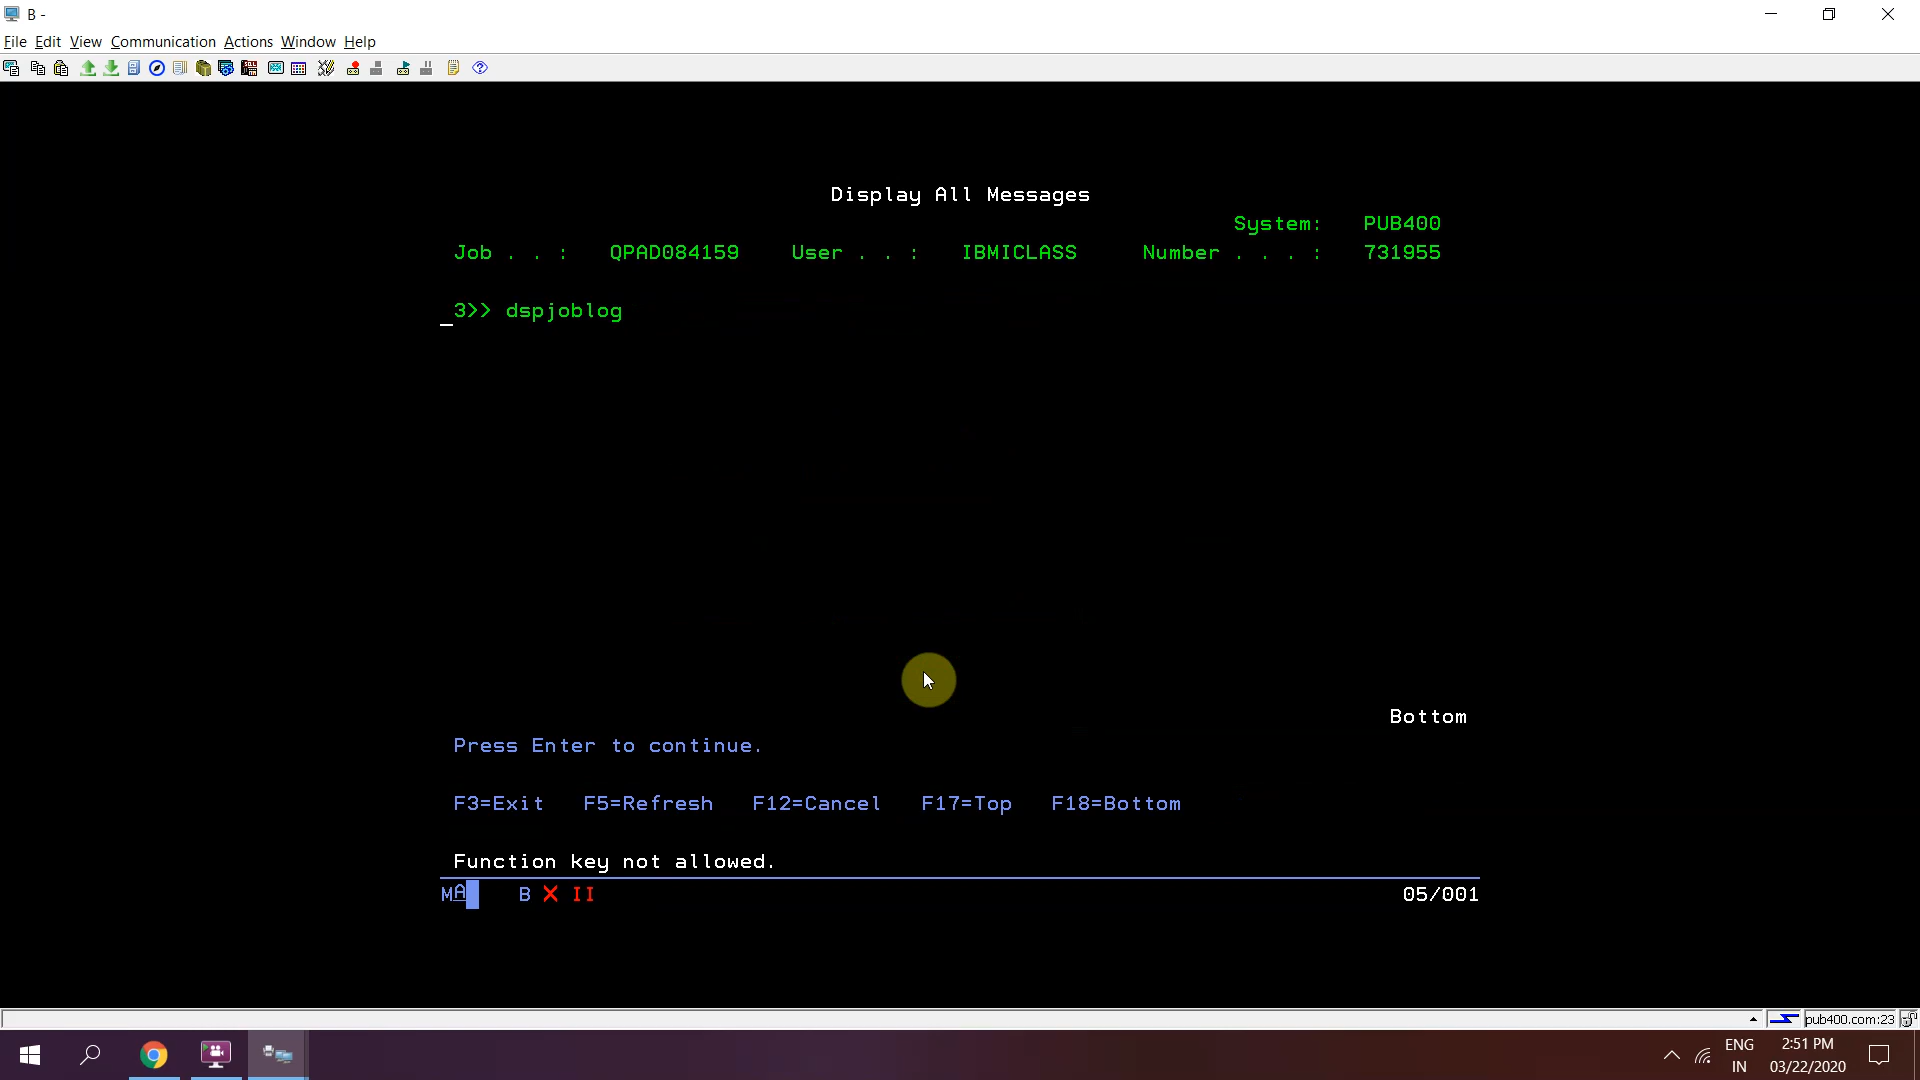 B -
File Edit View Communication Actions Window Help
Display All Messages
System: PUB400
Job . . : QPAD084159 User . . : IBMICLASS Number . . . : 731955
3>> dspjoblog
Bottom
Press Enter to continue.
F3=Exit F5=Refresh F12=Cancel F17=Top F18=Bottom
Function key not allowed.
MA B X II 05/001
pub400.com:23
ENG 2:51 PM
IN 03/22/2020